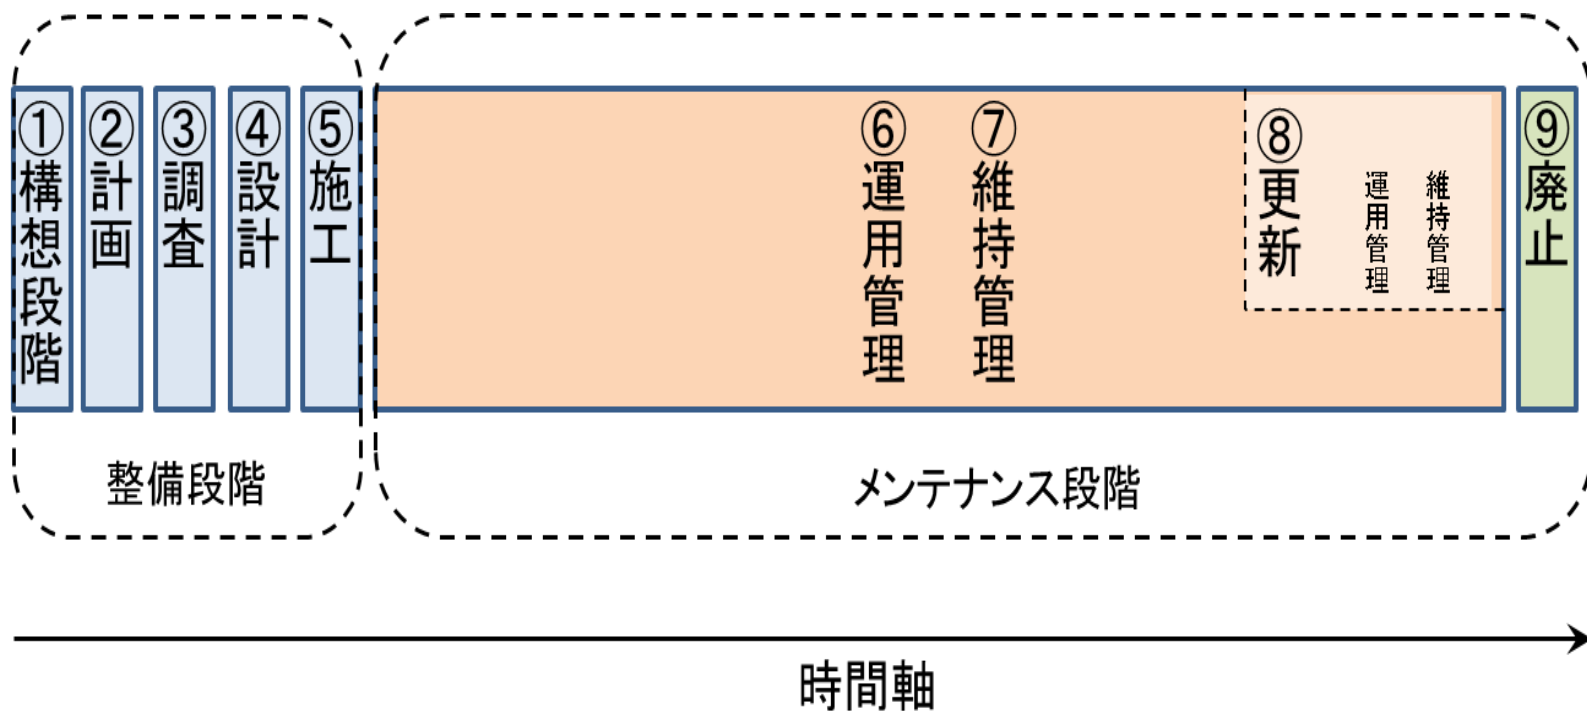 ①構想段階
②計画
③調査
④設計
⑤施工
⑥運用管理
⑦維持管理
⑧更新
運用管理
維持管理
⑨廃止
整備段階
メンテナンス段階
時間軸